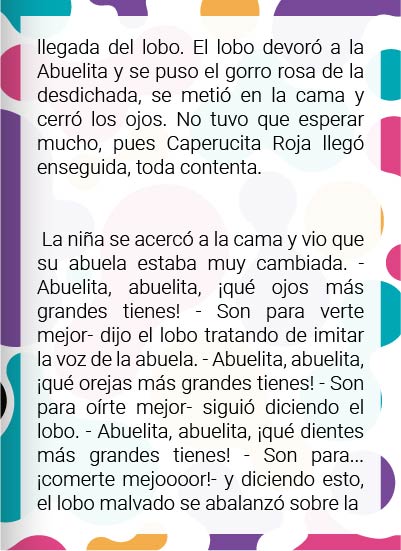 llegada del lobo. El lobo devoró a la
Abuelita y se puso el gorro rosa de la
desdichada, se metió en la cama y
cerró los ojos. No tuvo que esperar
mucho, pues Caperucita Roja llegó
enseguida, toda contenta.
La niña se acercó a la cama y vio que
su abuela estaba muy cambiada. -
Abuelita, abuelita, ¡qué ojos más
grandes tienes! - Son para verte
mejor- dijo el lobo tratando de imitar
la voz de la abuela. - Abuelita, abuelita,
¡qué orejas más grandes tienes! - Son
para oírte mejor- siguió diciendo el
lobo. - Abuelita, abuelita, ¡qué dientes
más grandes tienes! - Son para...
¡comerte mejoooor!- y diciendo esto,
el lobo malvado se abalanzó sobre la